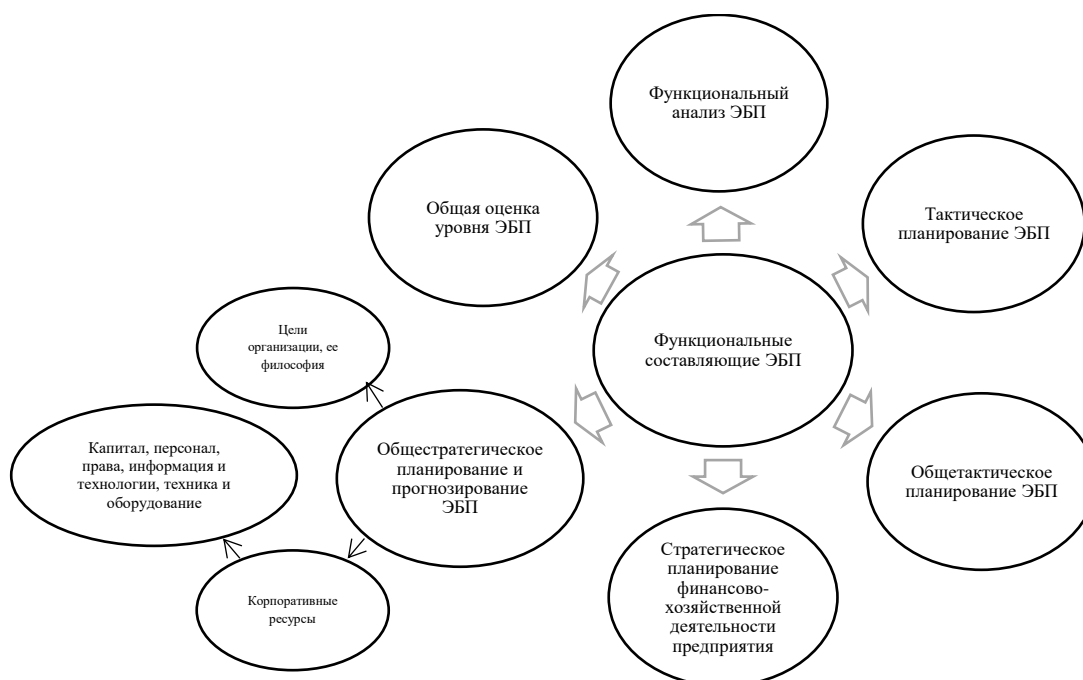 Функциональный
анализ ЭБП
Общая оценка
уровня ЭБП
Тактическое
планирование ЭБП
Функциональные
составляющие ЭБП
Цели
организации, ее
философия
Капитал, персонал,
права, информация и
технологии, техника и
оборудование
Общестратегическое
планирование и
прогнозирование
ЭБП
Общетактическое
планирование ЭБП
Корпоративные
ресурсы
Стратегическое
планирование
финансово-
хозяйственной
деятельности
предприятия